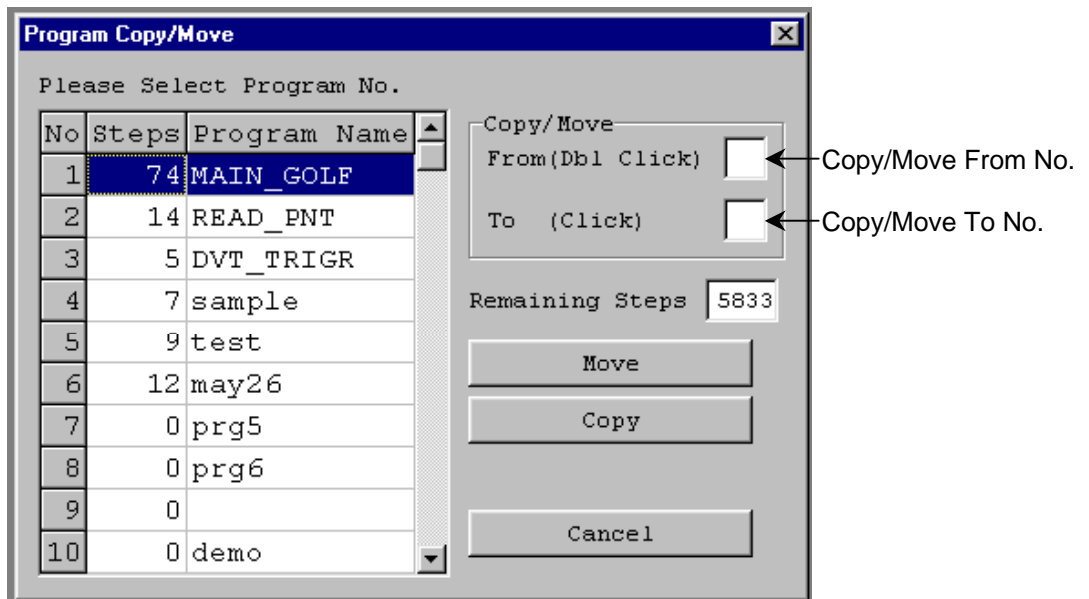 Program Copy/Move
Please Select Program No.
No Steps Program Name
1 74 MAIN_GOLF
2 14 READ_PNT
3 5 DVT_TRIGR
4 7 sample
5 9 test
6 12 may26
7 0 prg5
8 0 prg6
9 0
10 0 demo
Copy/Move
From(Dbl Click)
To (Click)
Remaining Steps 5833
Move
Copy
Cancel
Copy/Move From No.
Copy/Move To No.